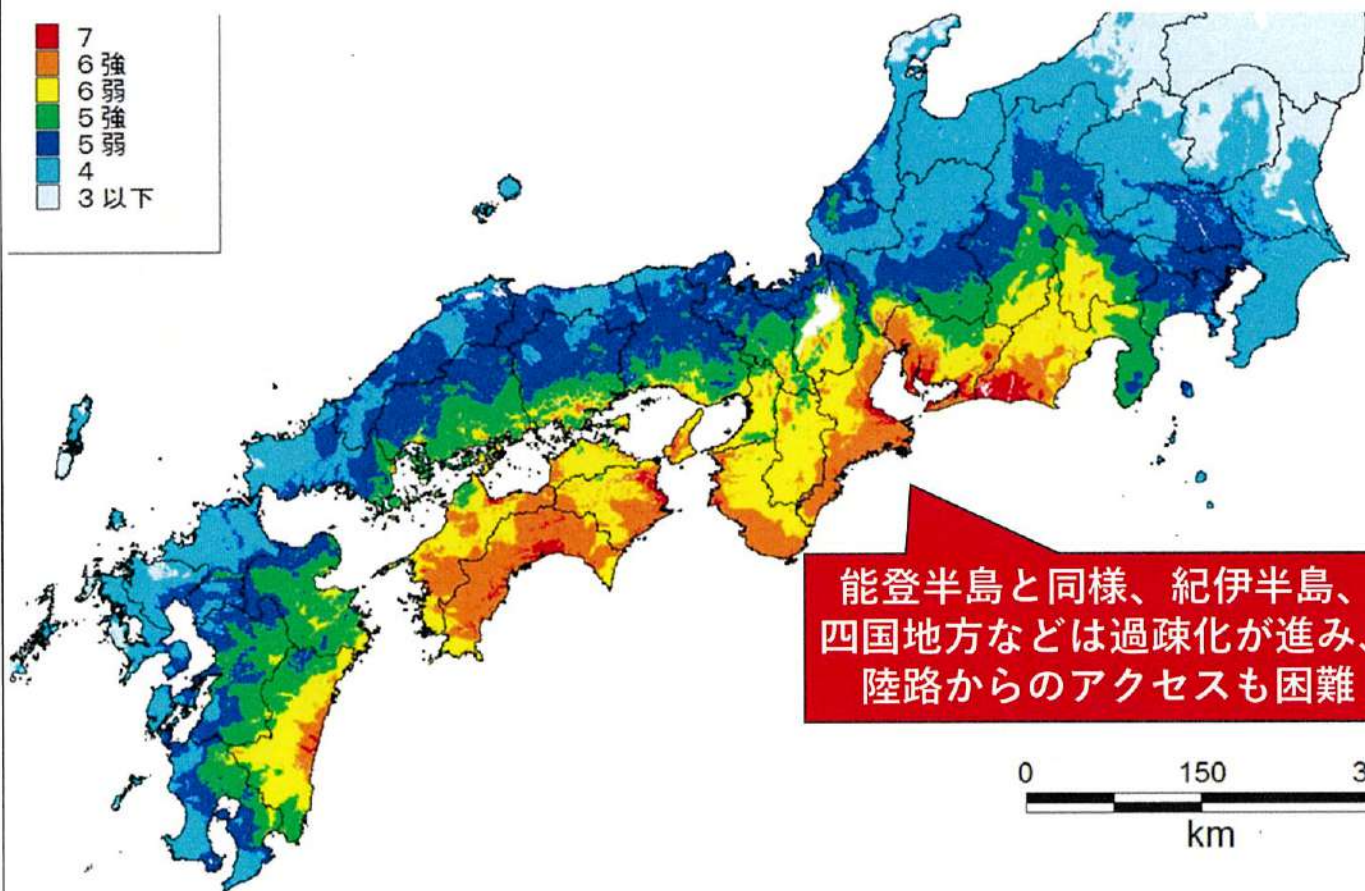 7
6強
6弱
5強
5弱
4
3以下
能登半島と同様、紀伊半島、
四国地方などは過疎化が進み、
陸路からのアクセスも困難
0 150 3
km